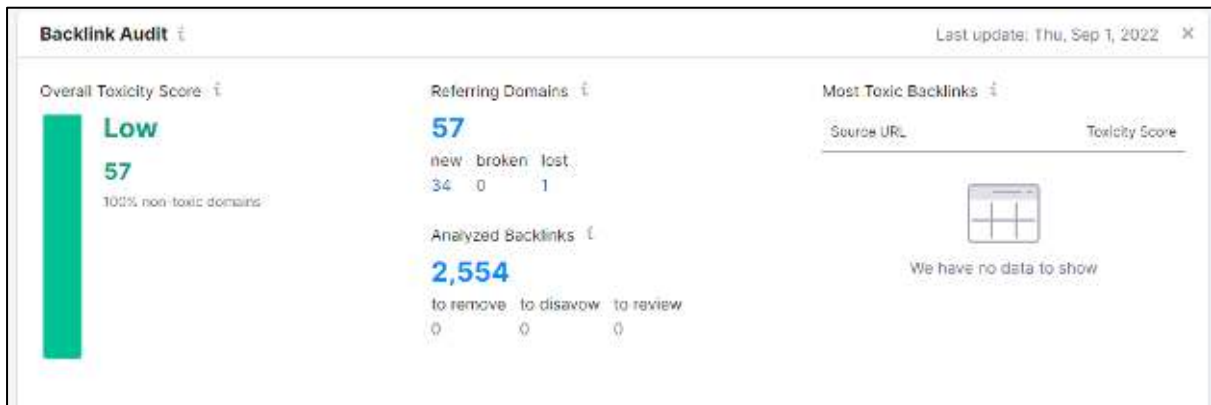 Backlink Audit i
Last update: Thu, Sep 1, 2022 ×
Overall Toxicity Score i
Low
57
100% non-toxic domains
Referring Domains i
57
new broken lost
34 0 1
Analyzed Backlinks i
2,554
to remove to disavow to review
0 0 0
Most Toxic Backlinks i
Source URL Toxicity Score
We have no data to show